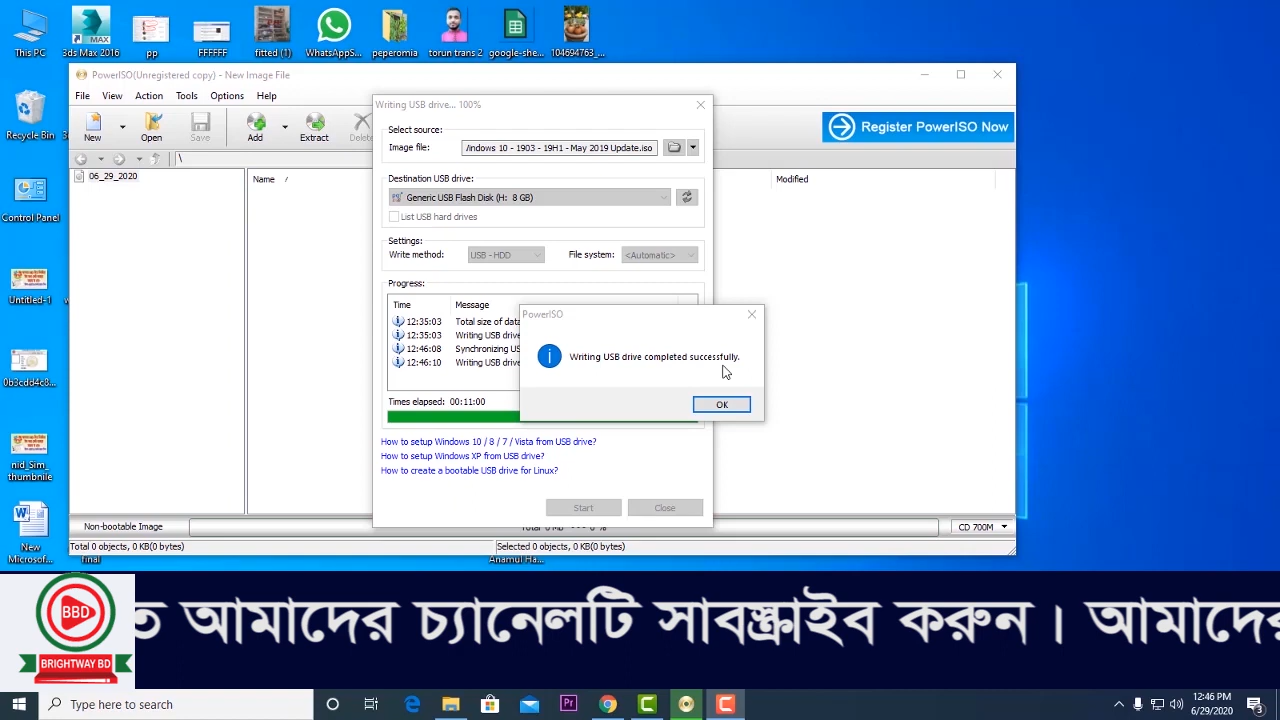 This PC
3ds Max 2016
pp
FFFFFF
fitted (1)
WhatsAppS...
peperomia
torun trans 2
google-she...
104694763_...
Recycle Bin
Control Panel
Untitled-1
0b3cdd4c8...
nid_Sim_
thumbnile
New
Microsof...
final
Anamul Ha...
PowerISO(Unregistered copy) - New Image File
File View Action Tools Options Help
New
Open
Save
Add
Extract
Delete
Register PowerISO Now
\
06_29_2020
Name /
Modified
Writing USB drive... 100%
Select source:
Image file:
/indows 10 - 1903 - 19H1 - May 2019 Update.iso
Destination USB drive:
Generic USB Flash Disk (H: 8 GB)
List USB hard drives
Settings:
Write method: USB - HDD
File system: <Automatic>
Progress:
Time Message
12:35:03 Total size of data
12:35:03 Writing USB drive
12:46:08 Synchronizing US
12:46:10 Writing USB drive
Times elapsed: 00:11:00
How to setup Windows 10 / 8 / 7 / Vista from USB drive?
How to setup Windows XP from USB drive?
How to create a bootable USB drive for Linux?
Start
Close
PowerISO
Writing USB drive completed successfully.
OK
Non-bootable Image
CD 700M
Total 0 objects, 0 KB(0 bytes)
Selected 0 objects, 0 KB(0 bytes)
BBD
BRIGHTWAY BD
ত আমাদের চ্যানেলটি সাবস্ক্রাইব করুন । আমাদের
Type here to search
12:46 PM
6/29/2020
3